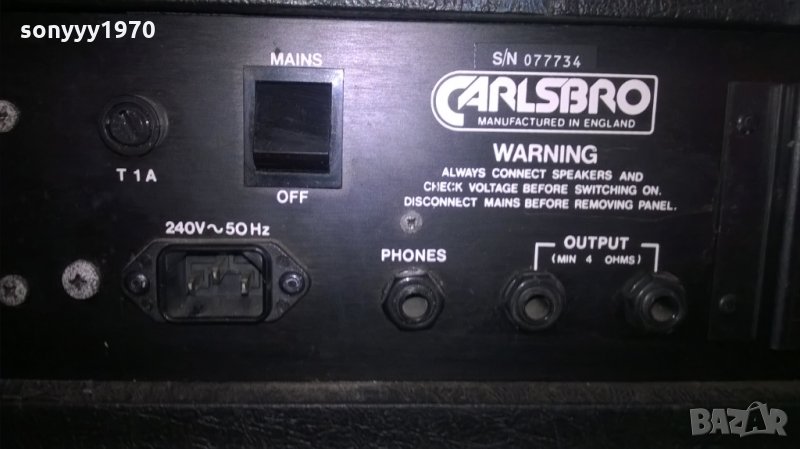 sonyyy1970
MAINS
OFF
T 1 A
240V~50Hz
S/N 077734
CARLSBRO
MANUFACTURED IN ENGLAND
WARNING
ALWAYS CONNECT SPEAKERS AND
CHECK VOLTAGE BEFORE SWITCHING ON.
DISCONNECT MAINS BEFORE REMOVING PANEL.
PHONES
OUTPUT
(MIN 4 OHMS)
BAZAR